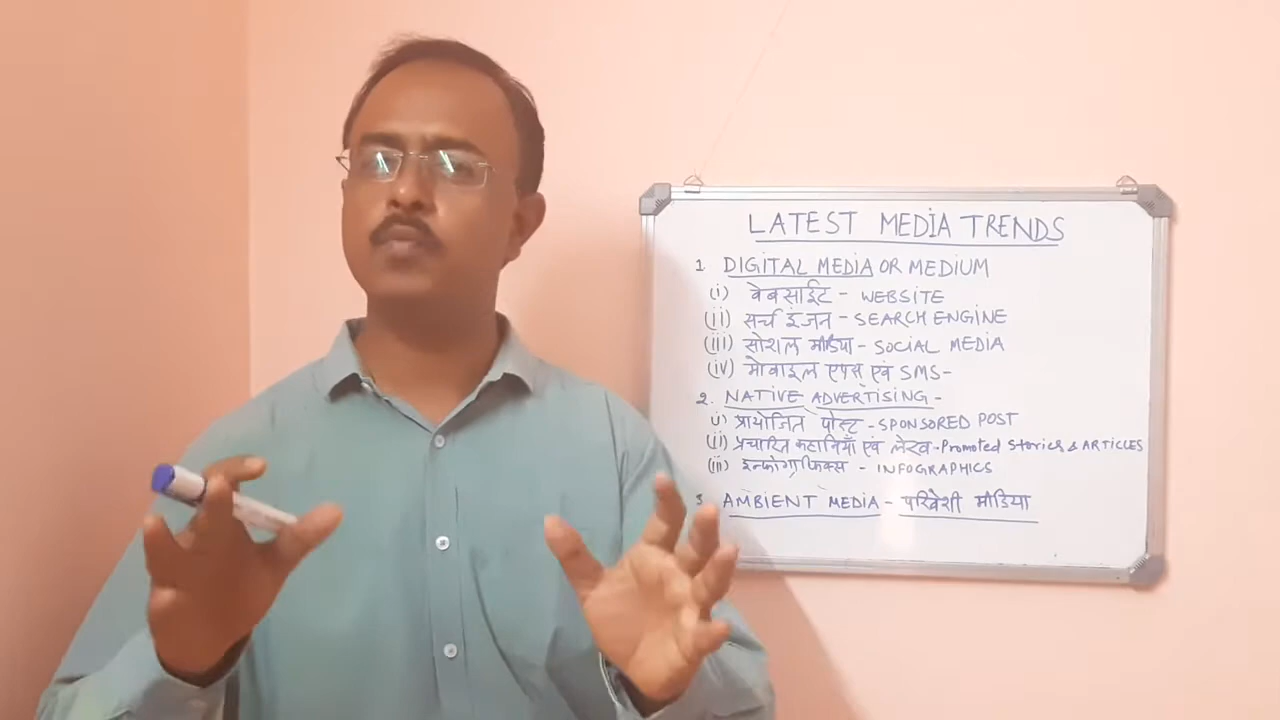 LATEST MEDIA TRENDS
1. DIGITAL MEDIA OR MEDIUM
(i) वेबसाईट - WEBSITE
(ii) सर्च इंजन - SEARCH ENGINE
(iii) सोशल मीडिया - SOCIAL MEDIA
(iv) मोबाइल एप्स एवं SMS-
2. NATIVE ADVERTISING -
i) प्रायोजित पोस्ट - SPONSORED POST
(ii) प्रचारित कहानियाँ एवं लेख - Promoted Stories & ARTICLES
(iii) इन्फोग्राफिक्स - INFOGRAPHICS
3 AMBIENT MEDIA - परिवेशी मीडिया